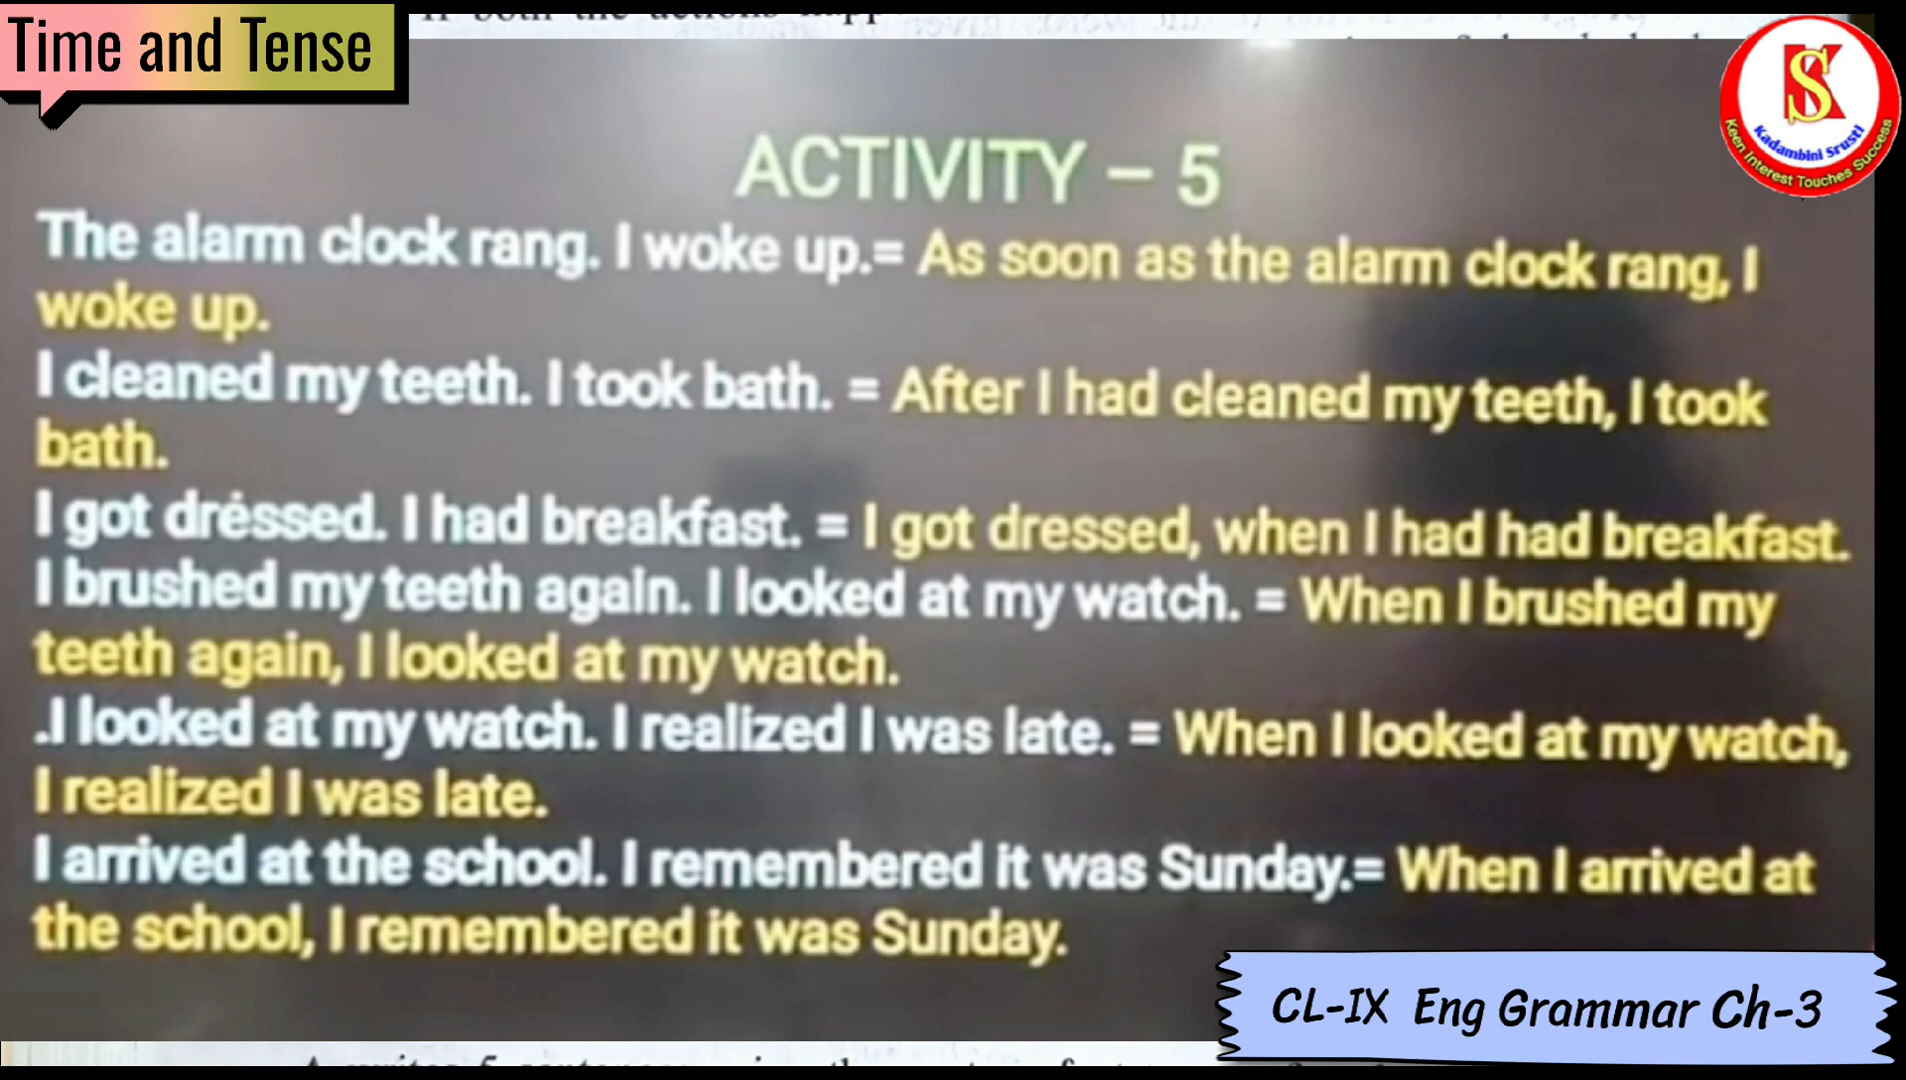 Time and Tense
KS
Kadambini Srusti
Keen Interest Touches Success
ACTIVITY – 5
The alarm clock rang. I woke up.= As soon as the alarm clock rang, I
woke up.
I cleaned my teeth. I took bath. = After I had cleaned my teeth, I took
bath.
I got dressed. I had breakfast. = I got dressed, when I had had breakfast.
I brushed my teeth again. I looked at my watch. = When I brushed my
teeth again, I looked at my watch.
.I looked at my watch. I realized I was late. = When I looked at my watch,
I realized I was late.
I arrived at the school. I remembered it was Sunday.= When I arrived at
the school, I remembered it was Sunday.
CL-IX Eng Grammar Ch-3